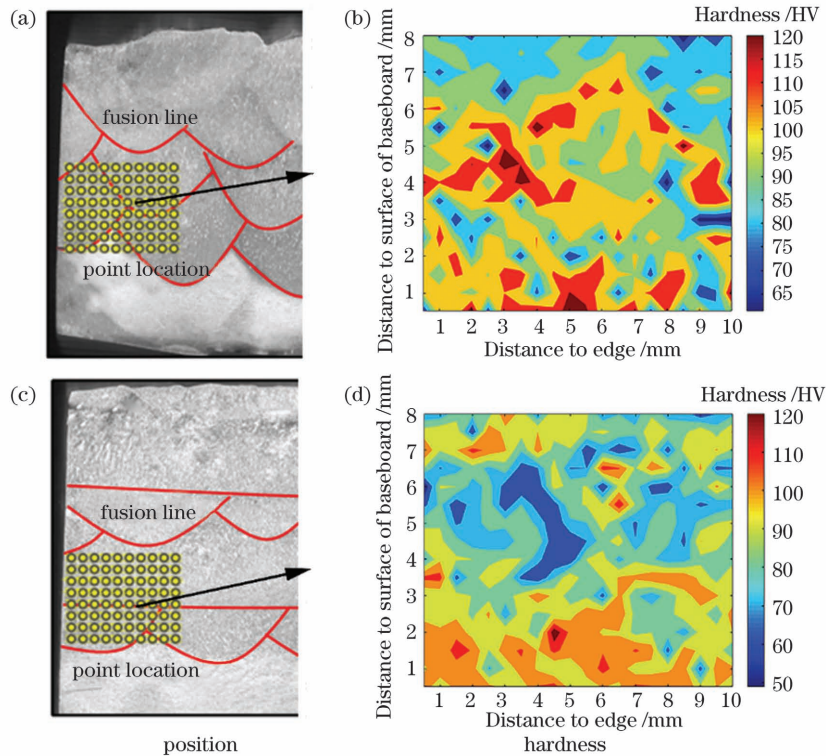 (a)
fusion line
point location
(b)
Hardness /HV
Distance to surface of baseboard /mm
8
7
6
5
4
3
2
1
1 2 3 4 5 6 7 8 9 10
Distance to edge /mm
120
115
110
105
100
95
90
85
80
75
70
65
(c)
fusion line
point location
position
(d)
Hardness /HV
Distance to surface of baseboard /mm
8
7
6
5
4
3
2
1
1 2 3 4 5 6 7 8 9 10
Distance to edge /mm
120
110
100
90
80
70
60
50
hardness